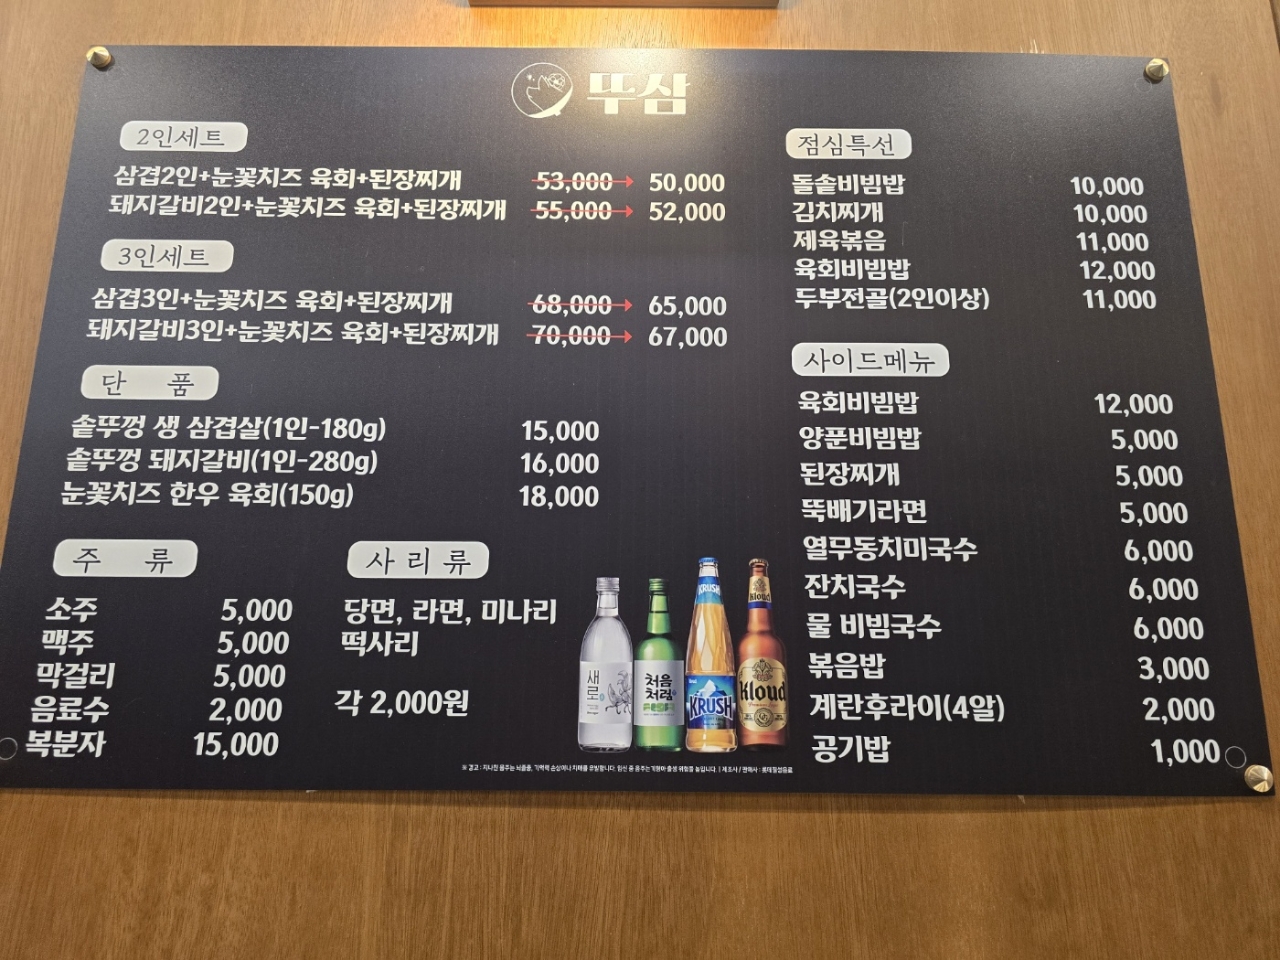 뚜삼
2인세트
삼겹2인+눈꽃치즈 육회+된장찌개 53,000 50,000
돼지갈비2인+눈꽃치즈 육회+된장찌개 55,000 52,000
3인세트
삼겹3인+눈꽃치즈 육회+된장찌개 68,000 65,000
돼지갈비3인+눈꽃치즈 육회+된장찌개 70,000 67,000
단 품
솥뚜껑 생 삼겹살(1인-180g) 15,000
솥뚜껑 돼지갈비(1인-280g) 16,000
눈꽃치즈 한우 육회(150g) 18,000
주 류
소주 5,000
맥주 5,000
막걸리 5,000
음료수 2,000
복분자 15,000
사 리 류
당면, 라면, 미나리
떡사리
각 2,000원
새로
처음
처럼
KRUSH
KRUSH
Kloud
Kloud
점심특선
돌솥비빔밥 10,000
김치찌개 10,000
제육볶음 11,000
육회비빔밥 12,000
두부전골(2인이상) 11,000
사이드메뉴
육회비빔밥 12,000
양푼비빔밥 5,000
된장찌개 5,000
뚝배기라면 5,000
열무동치미국수 6,000
잔치국수 6,000
물 비빔국수 6,000
볶음밥 3,000
계란후라이(4알) 2,000
공기밥 1,000